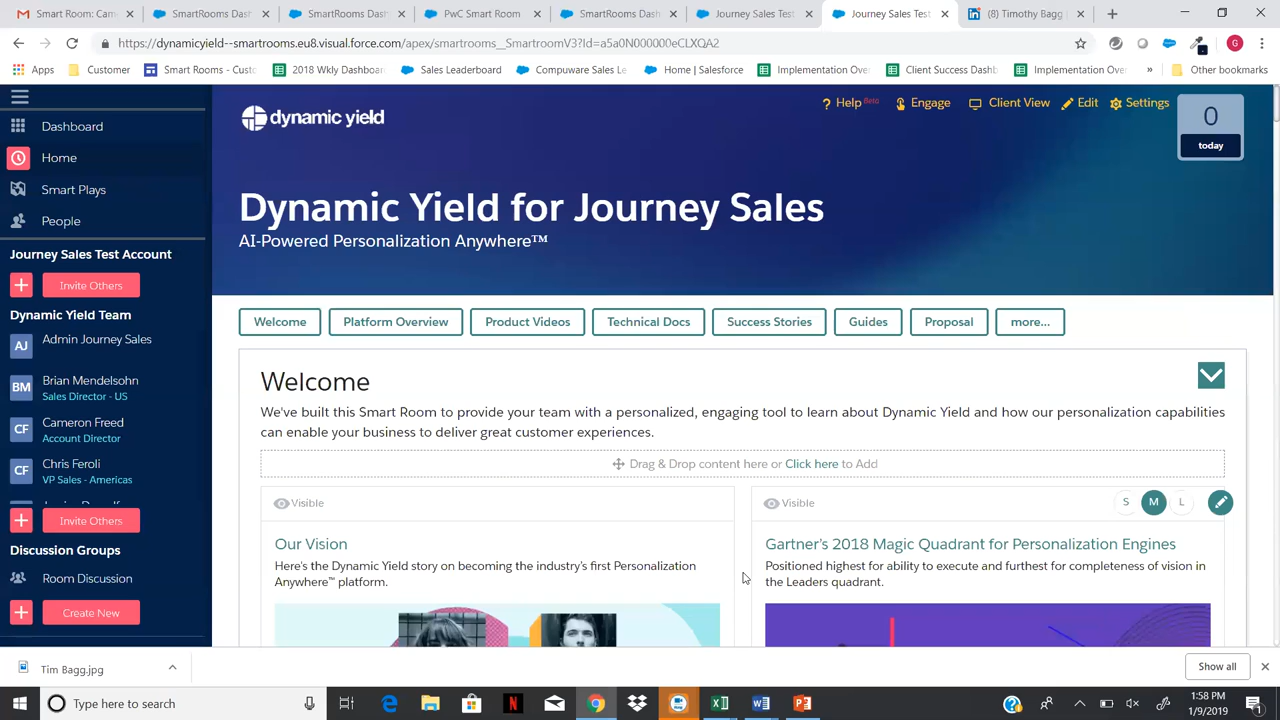 Smart Room: Cam
SmartRooms Dash
SmartRooms Dash
PwC Smart Room
SmartRooms Dash
Journey Sales Test
Journey Sales Test
(8) Timothy Bagg |
https://dynamicyield--smartrooms.eu8.visual.force.com/apex/smartrooms__SmartroomV3?Id=a5a0N000000eCLXQA2
Apps
Customer
Smart Rooms - Custo
2018 Wkly Dashboa
Sales Leaderboard
Compuware Sales Le
Home | Salesforce
Implementation Ove
Client Success Dashb
Implementation Ove
»
Other bookmarks
Dashboard
Home
Smart Plays
People
Journey Sales Test Account
Invite Others
Dynamic Yield Team
AJ
Admin Journey Sales
BM
Brian Mendelsohn
Sales Director - US
CF
Cameron Freed
Account Director
CF
Chris Feroli
VP Sales - Americas
Invite Others
Discussion Groups
Room Discussion
Create New
dynamic yield
Help Beta
Engage
Client View
Edit
Settings
0
today
Dynamic Yield for Journey Sales
AI-Powered Personalization Anywhere™
Welcome
Platform Overview
Product Videos
Technical Docs
Success Stories
Guides
Proposal
more...
Welcome
We've built this Smart Room to provide your team with a personalized, engaging tool to learn about Dynamic Yield and how our personalization capabilities
can enable your business to deliver great customer experiences.
Drag & Drop content here or Click here to Add
Visible
Our Vision
Here's the Dynamic Yield story on becoming the industry's first Personalization
Anywhere™ platform.
Visible
S
M
L
Gartner's 2018 Magic Quadrant for Personalization Engines
Positioned highest for ability to execute and furthest for completeness of vision in
the Leaders quadrant.
Tim Bagg.jpg
Show all
Type here to search
1:58 PM
1/9/2019